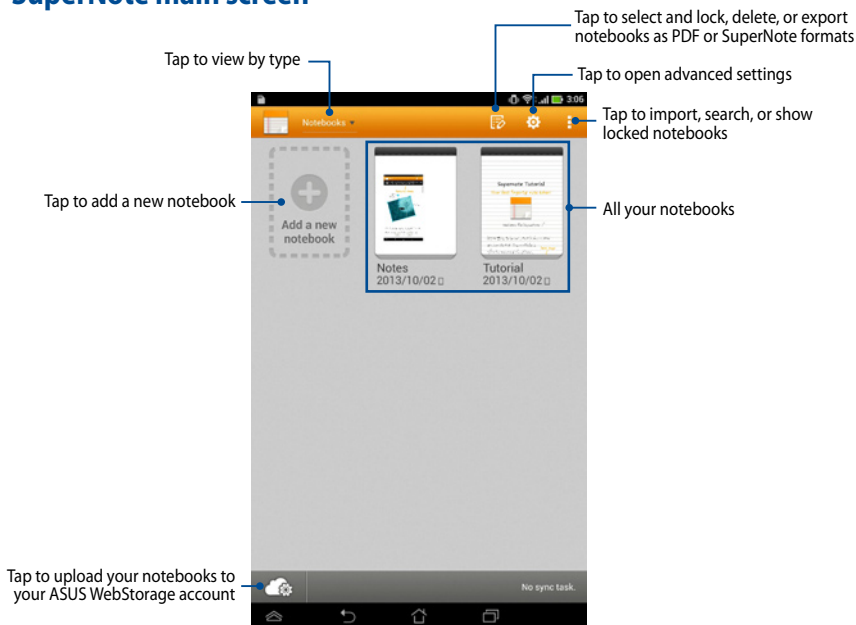 SuperNote main screen
Tap to select and lock, delete, or export
notebooks as PDF or SuperNote formats
Tap to view by type
Tap to open advanced settings
3:06
Notebooks
Tap to import, search, or show
locked notebooks
Supernote Tutorial
Tap to add a new notebook
All your notebooks
Add a new
notebook
Notes
2013/10/02
Tutorial
2013/10/02
Tap to upload your notebooks to
your ASUS WebStorage account
No sync task.